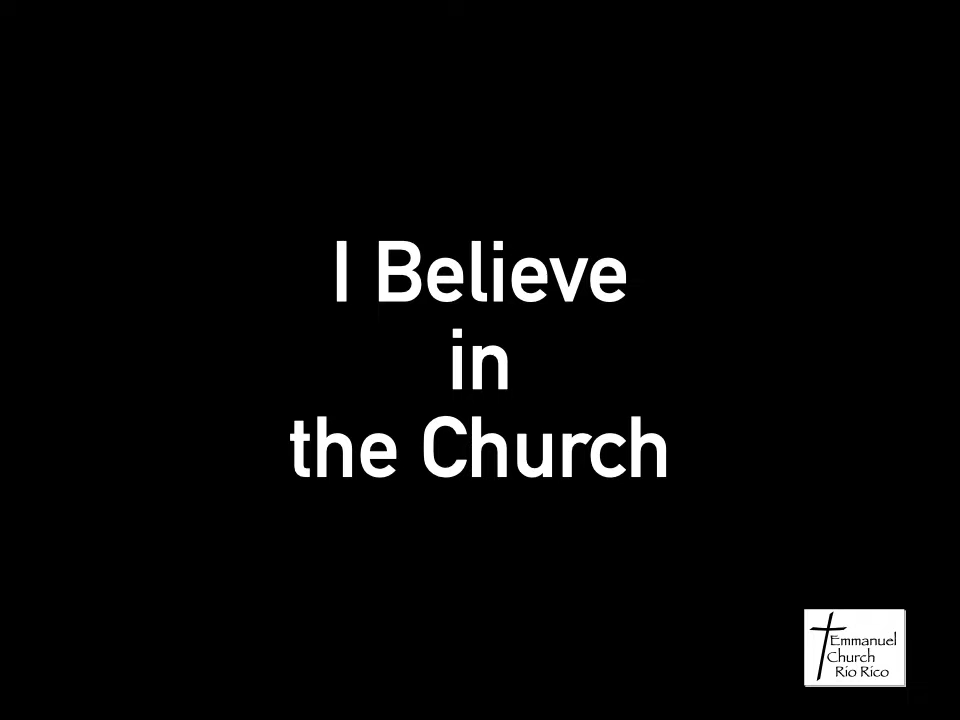 I Believe
in
the Church
Emmanuel
Church
Rio Rico